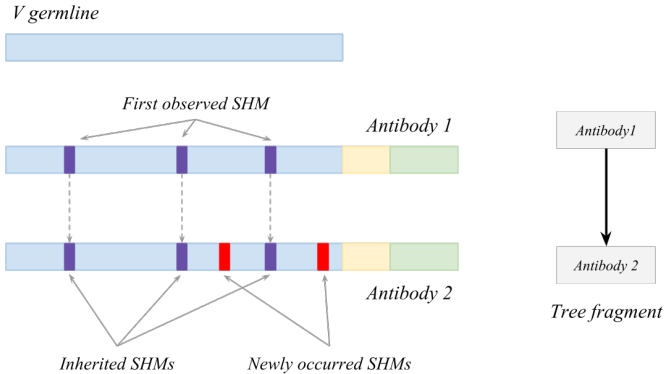 V germline
First observed SHM
Antibody 1
Antibody1
Antibody 2
Antibody 2
Tree fragment
Inherited SHMs
Newly occurred SHMs